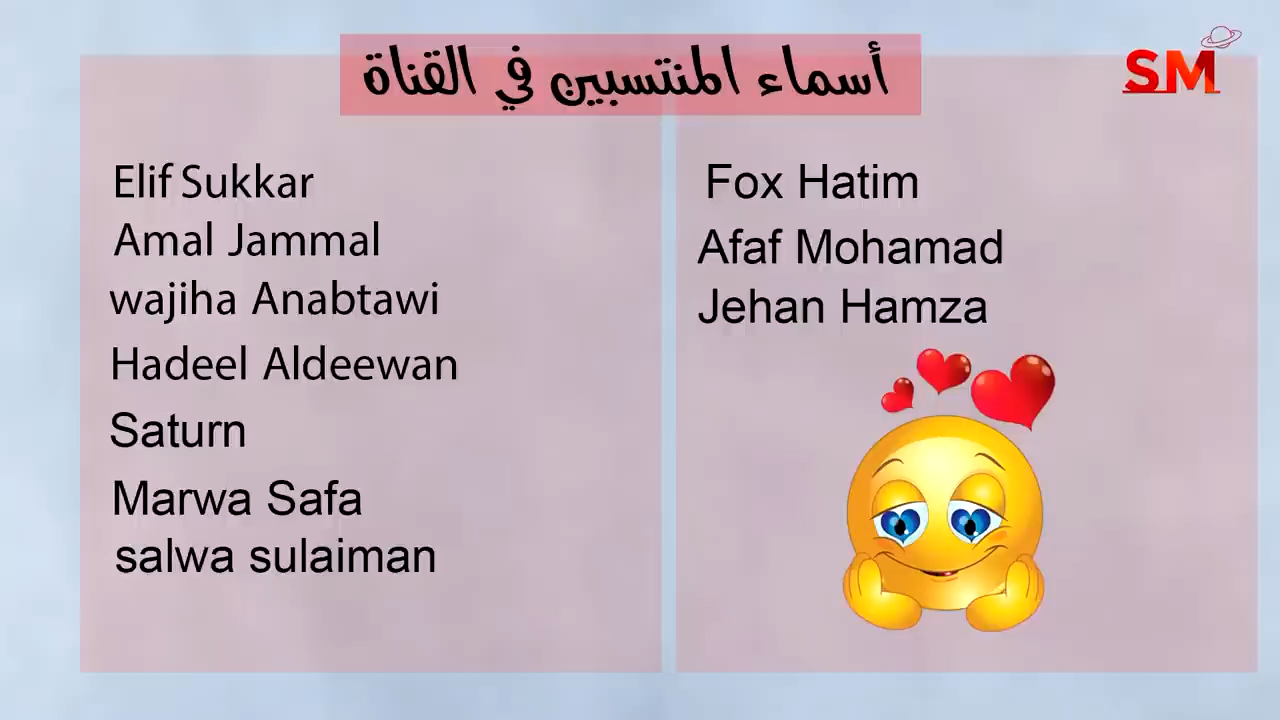 أسماء المنتسبين في القناة
SM
Elif Sukkar
Amal Jammal
wajiha Anabtawi
Hadeel Aldeewan
Saturn
Marwa Safa
salwa sulaiman
Fox Hatim
Afaf Mohamad
Jehan Hamza